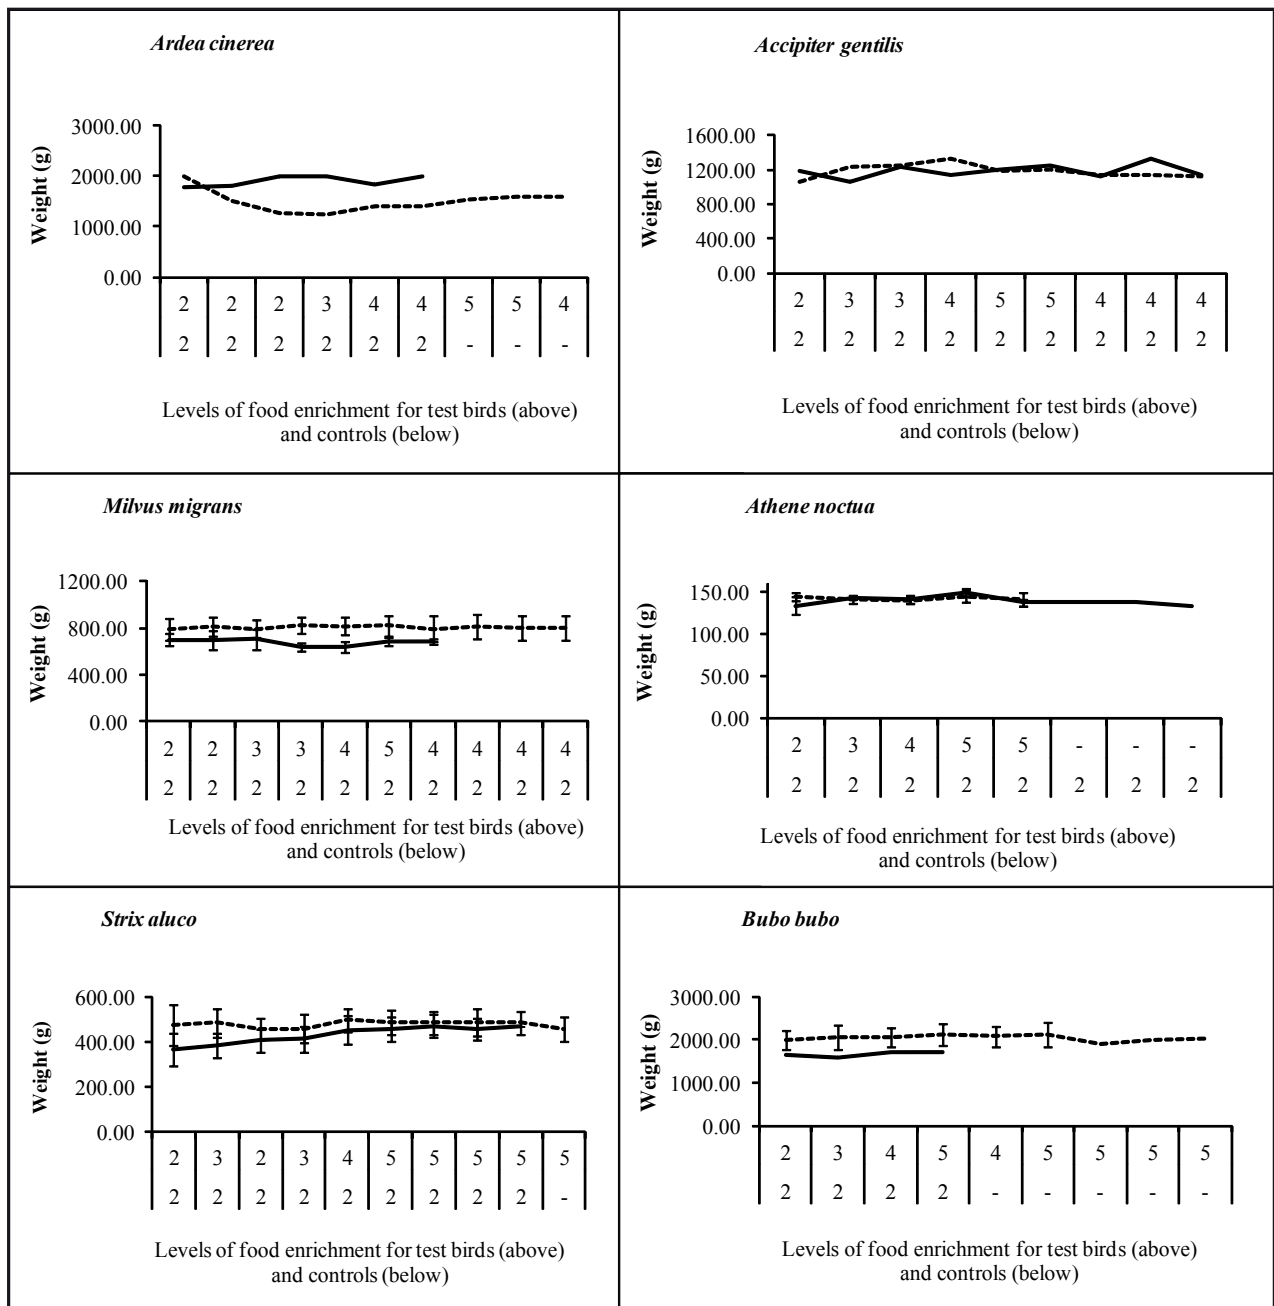 Ardea cinerea
Weight (g)
3000.00
2000.00
1000.00
0.00
2 2 2 3 4 4 5 5 4
2 2 2 2 2 2 - - -
Levels of food enrichment for test birds (above)
and controls (below)
Accipiter gentilis
Weight (g)
1600.00
1200.00
800.00
400.00
0.00
2 3 3 4 5 5 4 4 4
2 2 2 2 2 2 2 2 2
Levels of food enrichment for test birds (above)
and controls (below)
Milvus migrans
Weight (g)
1200.00
800.00
400.00
0.00
2 2 3 3 4 5 4 4 4 4
2 2 2 2 2 2 2 2 2 2
Levels of food enrichment for test birds (above)
and controls (below)
Athene noctua
Weight (g)
150.00
100.00
50.00
0.00
2 3 4 5 5 - - -
2 2 2 2 2 2 2 2
Levels of food enrichment for test birds (above)
and controls (below)
Strix aluco
Weight (g)
600.00
400.00
200.00
0.00
2 3 2 3 4 5 5 5 5 5
2 2 2 2 2 2 2 2 2 -
Levels of food enrichment for test birds (above)
and controls (below)
Bubo bubo
Weight (g)
3000.00
2000.00
1000.00
0.00
2 3 4 5 4 5 5 5 5
2 2 2 2 - - - - -
Levels of food enrichment for test birds (above)
and controls (below)